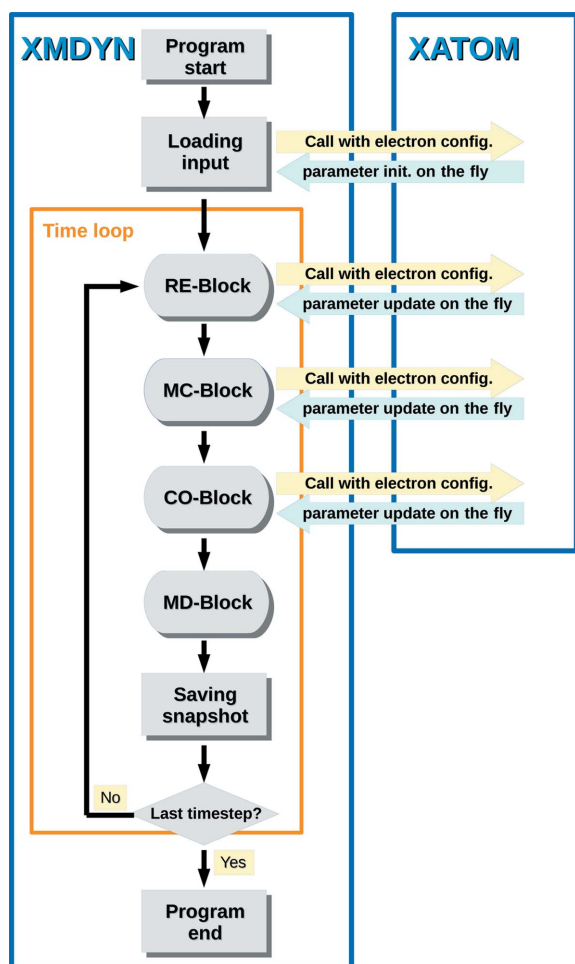 XMDYN
XATOM
Program
start
Loading
input
Call with electron config.
parameter init. on the fly
Time loop
RE-Block
Call with electron config.
parameter update on the fly
MC-Block
Call with electron config.
parameter update on the fly
CO-Block
Call with electron config.
parameter update on the fly
MD-Block
Saving
snapshot
No
Last timestep?
Yes
Program
end